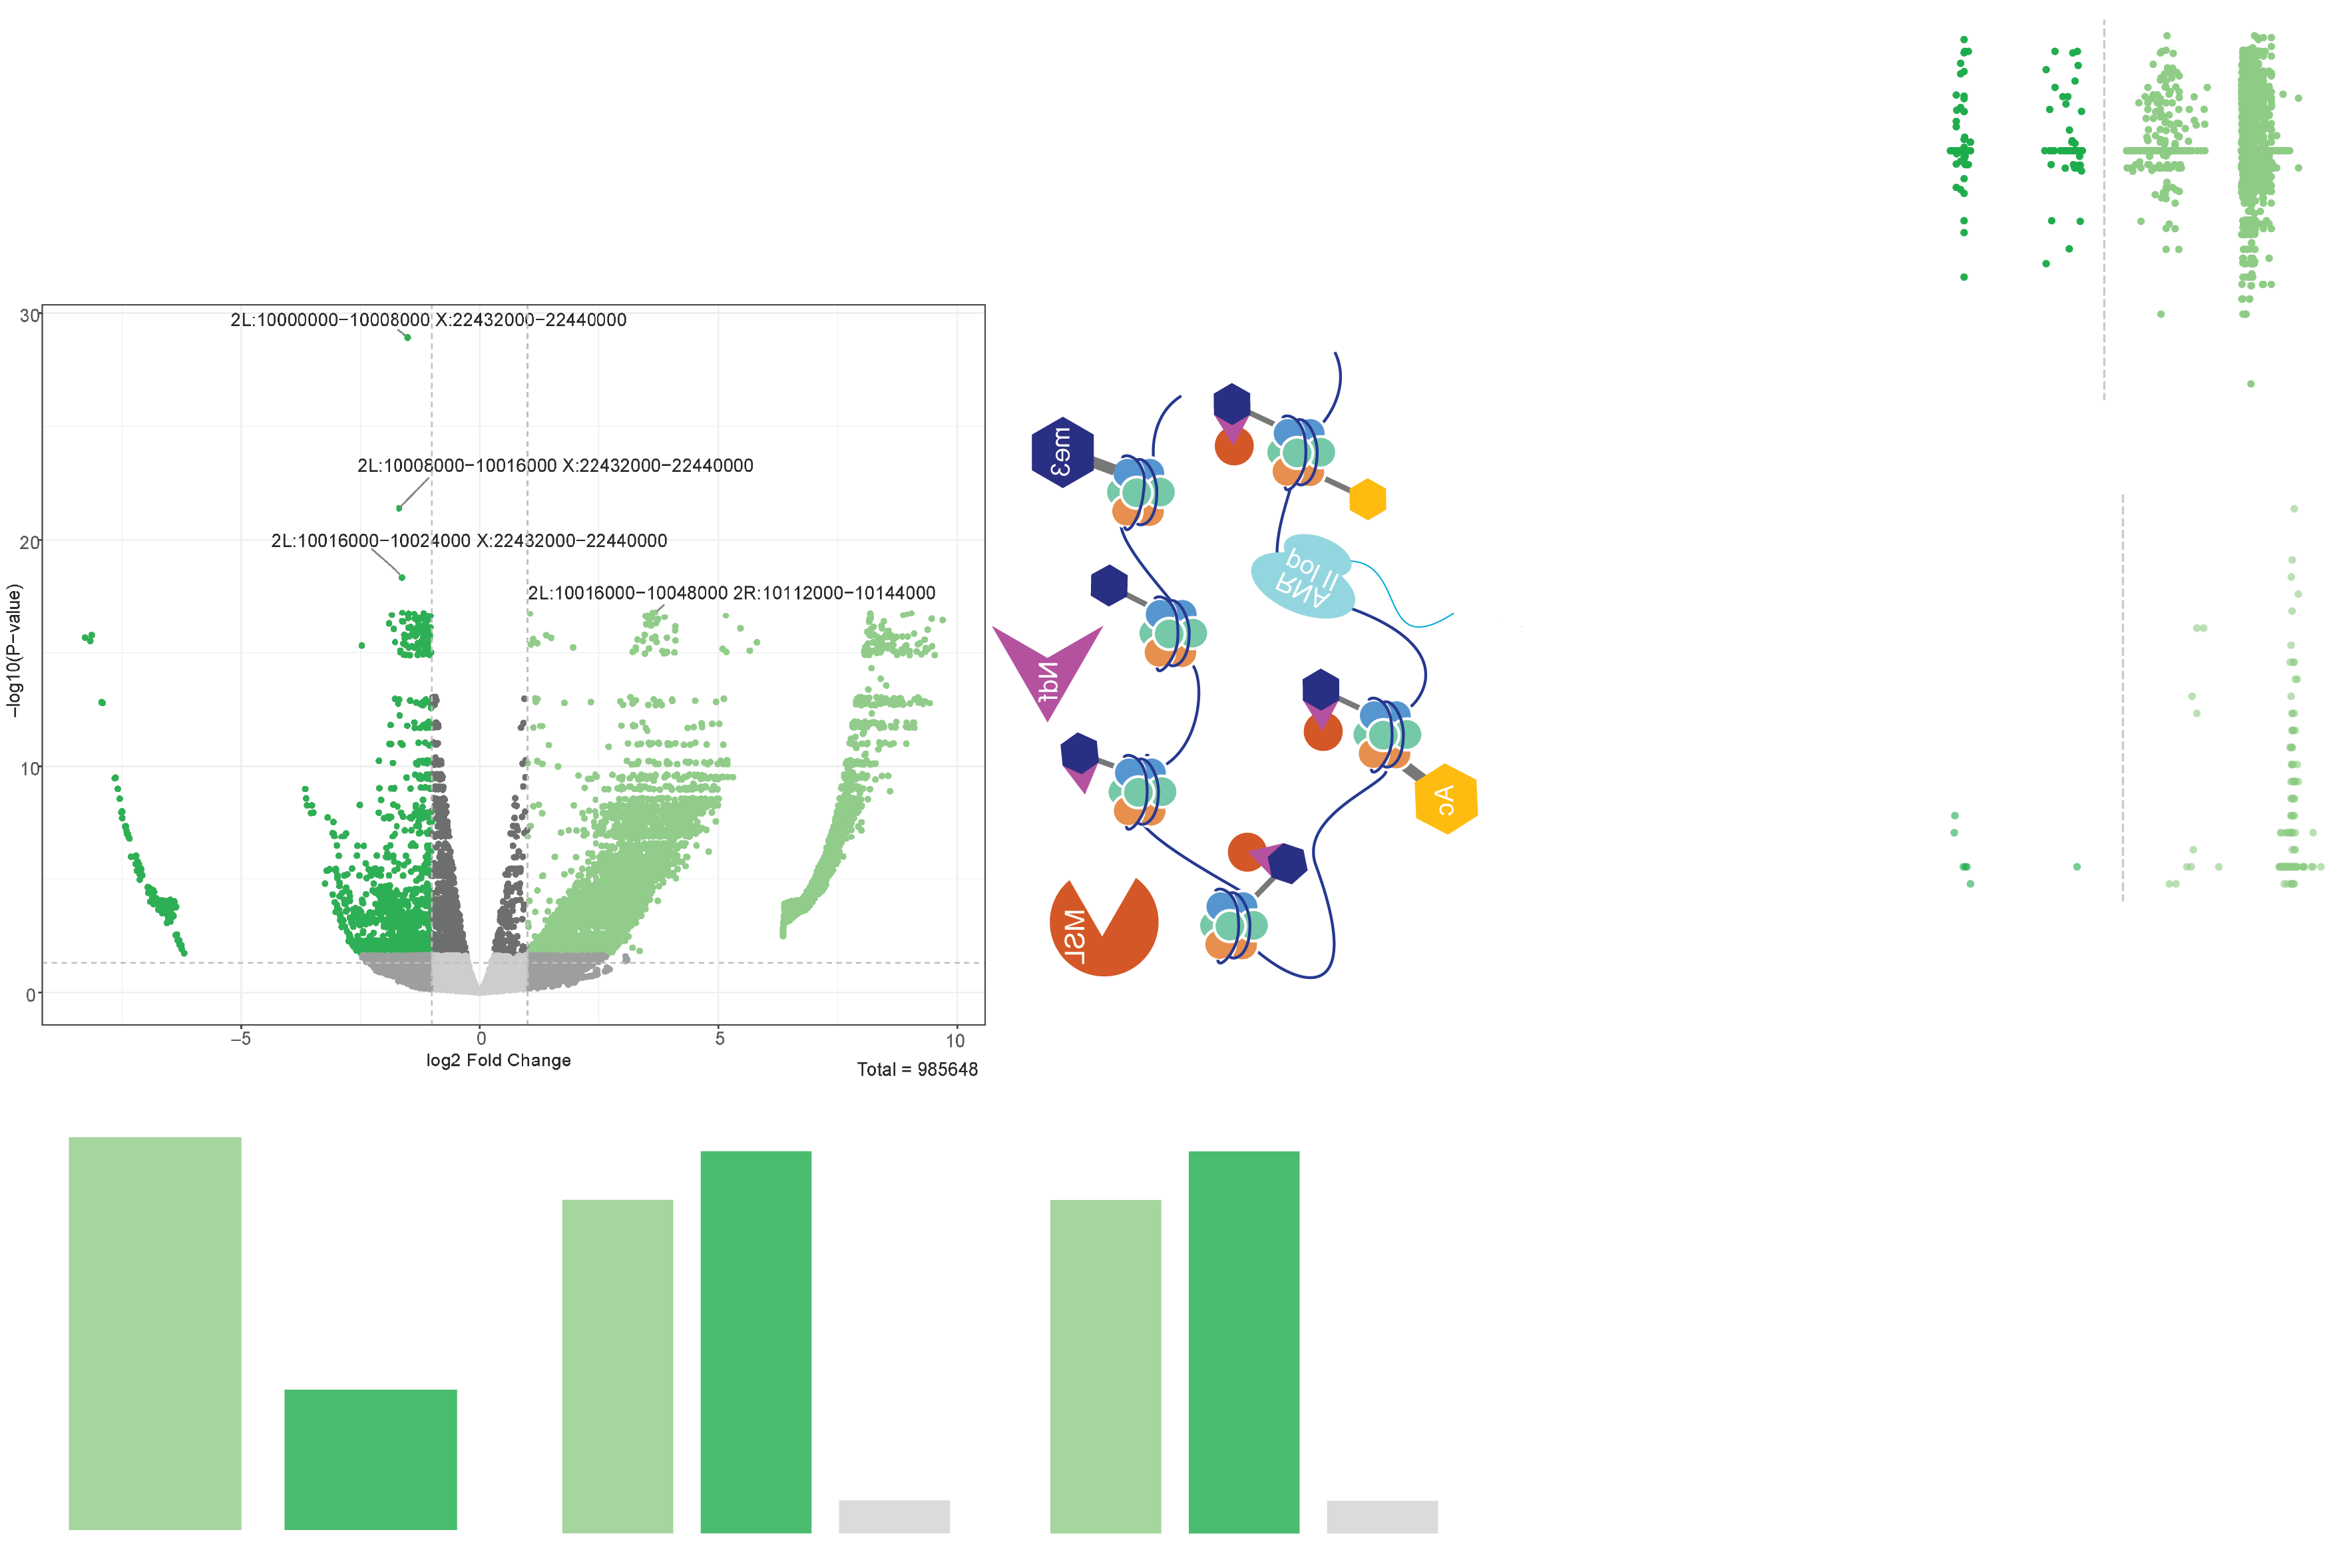 30
20
10
0
−log10(P−value)
2L:10000000−10008000 X:22432000−22440000
2L:10008000−10016000 X:22432000−22440000
2L:10016000−10024000 X:22432000−22440000
2L:10016000−10048000 2R:10112000−10144000
−5
0
5
10
log2 Fold Change
Total = 985648
me3
RNA
pol II
Ndf
Ac
MSL